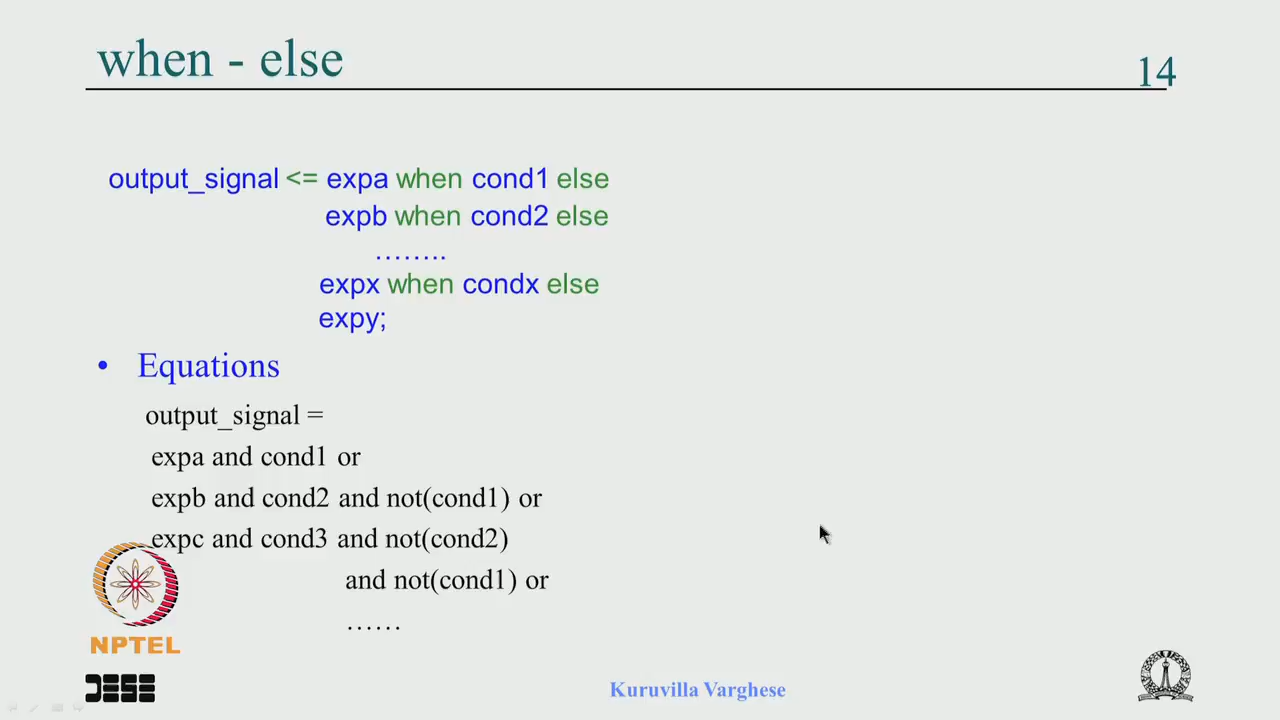 when - else
14
output_signal <= expa when cond1 else
expb when cond2 else
……..
expx when condx else
expy;
• Equations
output_signal =
expa and cond1 or
expb and cond2 and not(cond1) or
expc and cond3 and not(cond2)
and not(cond1) or
……
NPTEL
DESE
Kuruvilla Varghese